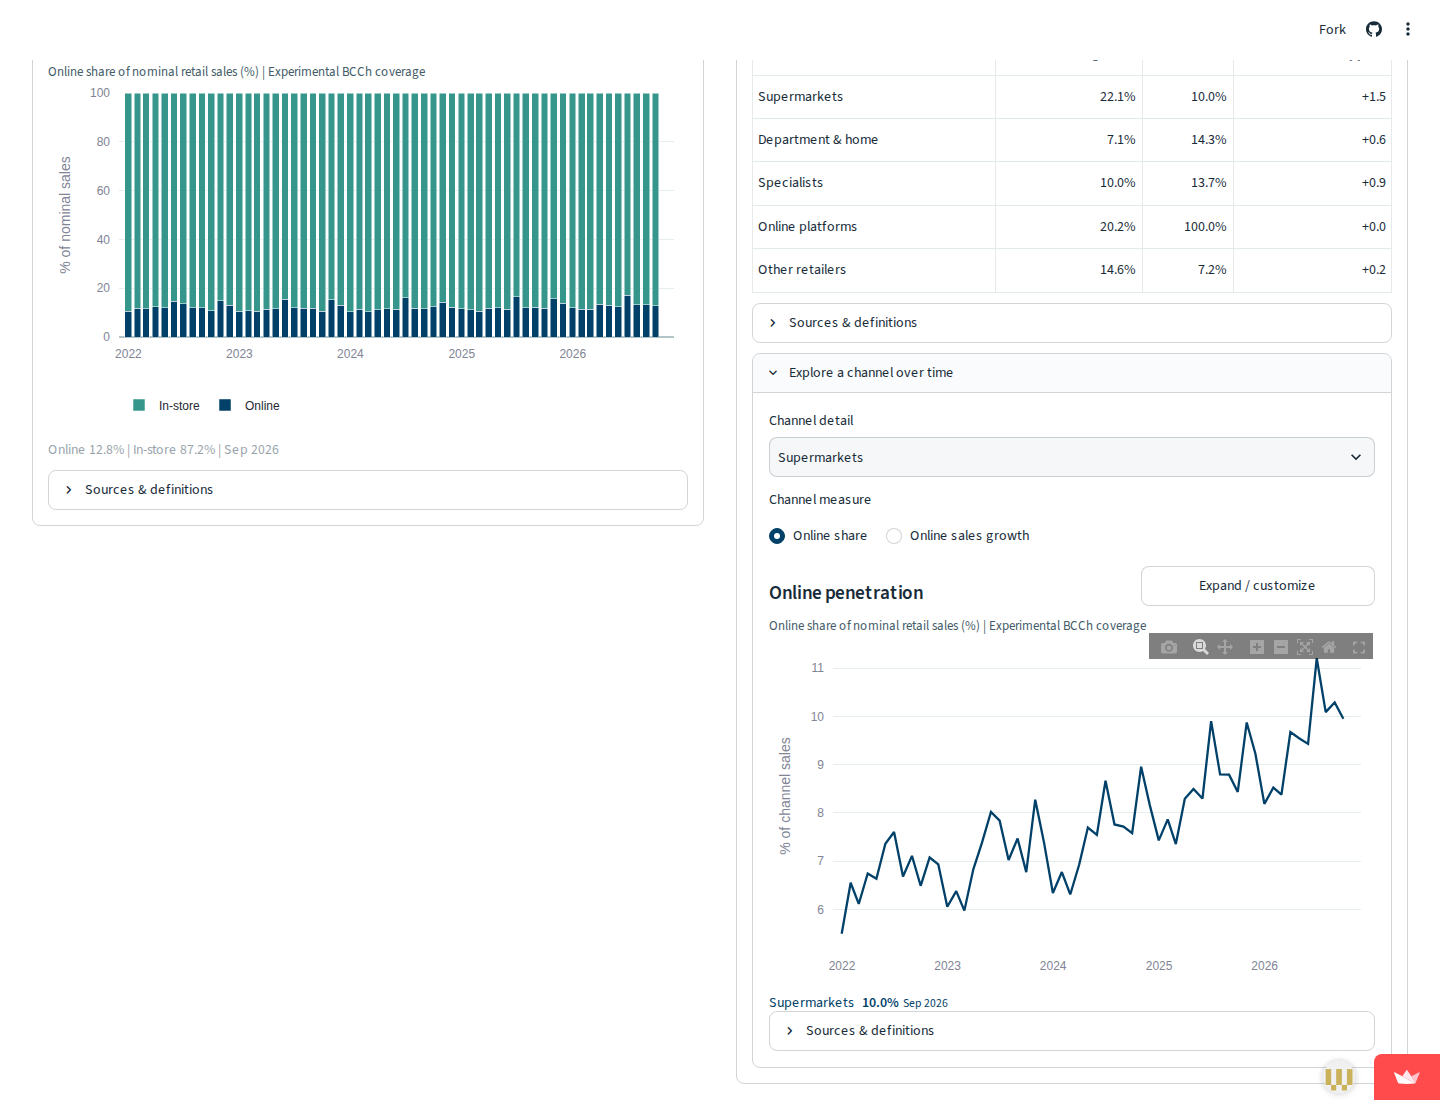 Fork
Online share of nominal retail sales (%) | Experimental BCCh coverage
100
80
60
40
20
0
% of nominal sales
2022 2023 2024 2025 2026
In-store Online
Online 12.8% | In-store 87.2% | Sep 2026
Sources & definitions
Supermarkets 22.1% 10.0% +1.5
Department & home 7.1% 14.3% +0.6
Specialists 10.0% 13.7% +0.9
Online platforms 20.2% 100.0% +0.0
Other retailers 14.6% 7.2% +0.2
Sources & definitions
Explore a channel over time
Channel detail
Supermarkets
Channel measure
Online share Online sales growth
Online penetration
Expand / customize
Online share of nominal retail sales (%) | Experimental BCCh coverage
11
10
9
8
7
6
% of channel sales
2022 2023 2024 2025 2026
Supermarkets 10.0% Sep 2026
Sources & definitions